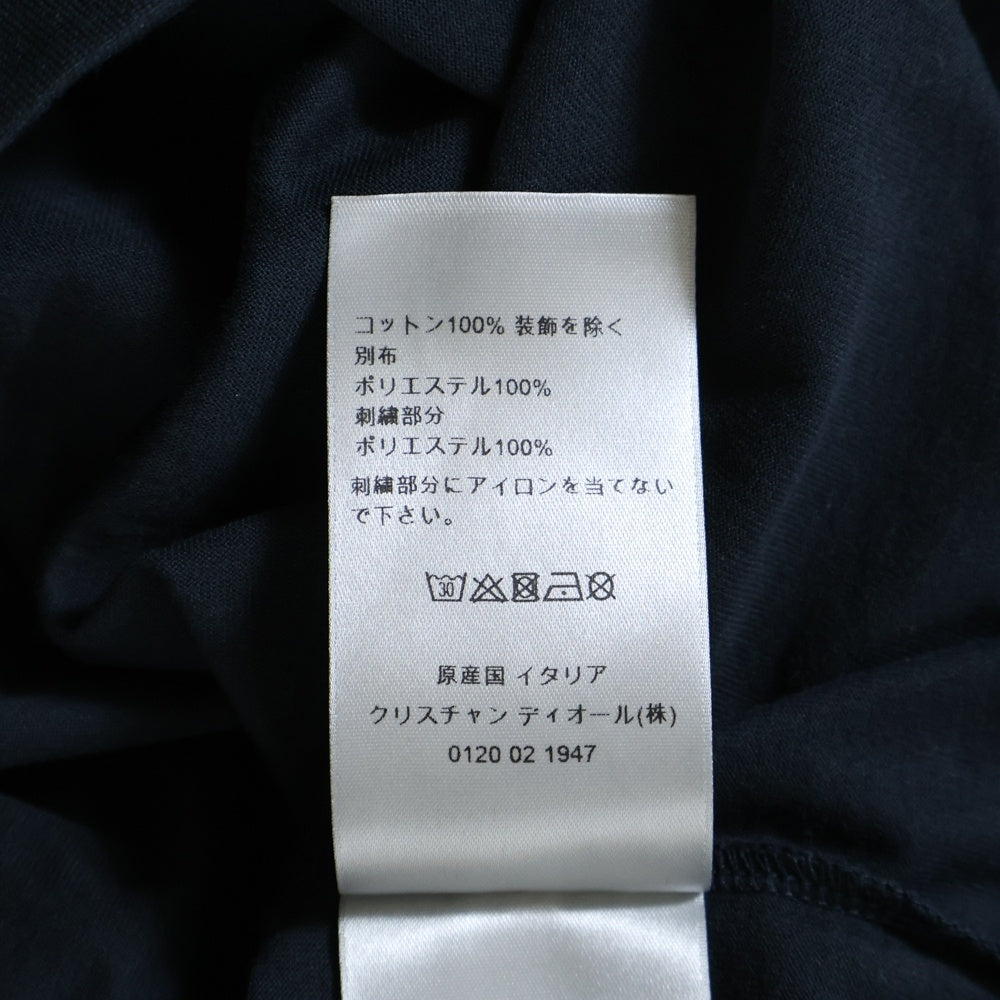 コットン100% 装飾を除く
別布
ポリエステル100%
刺繍部分
ポリエステル100%
刺繍部分にアイロンを当てない
で下さい。
30
原産国 イタリア
クリスチャン ディオール(株)
0120 02 1947